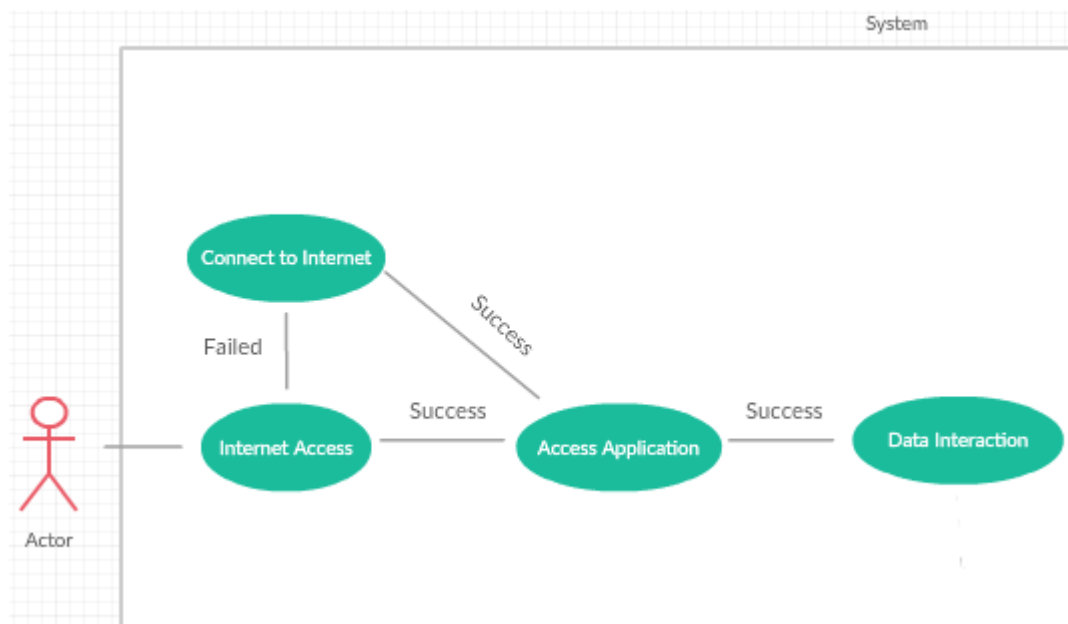 System
Connect to Internet
Success
Failed
Success
Success
Internet Access
Access Application
Data Interaction
Actor